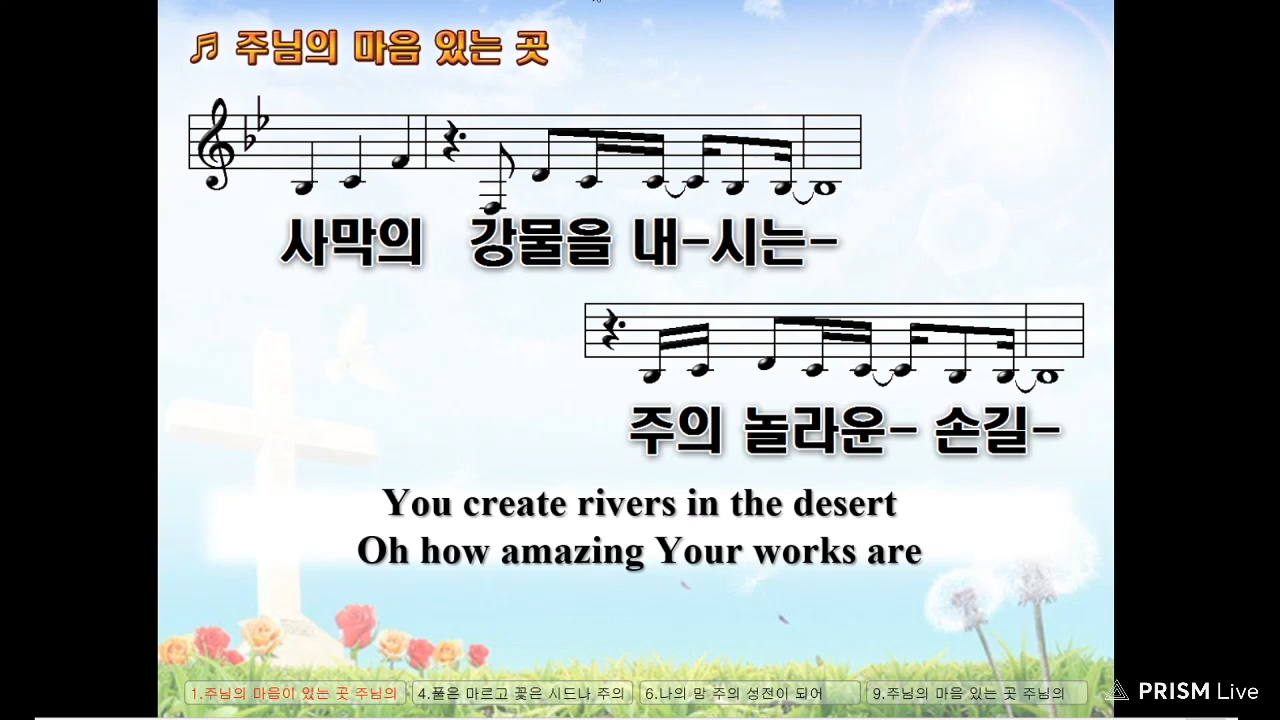 ♬ 주님의 마음 있는 곳
사막의 강물을 내-시는-
주의 놀라운- 손길-
You create rivers in the desert
Oh how amazing Your works are
1.주님의 마음이 있는 곳 주님의
4.풀은 마르고 꽃은 시드나 주의
6.나의 맘 주의 성전이 되어
9.주님의 마음 있는 곳 주님의
PRISM Live